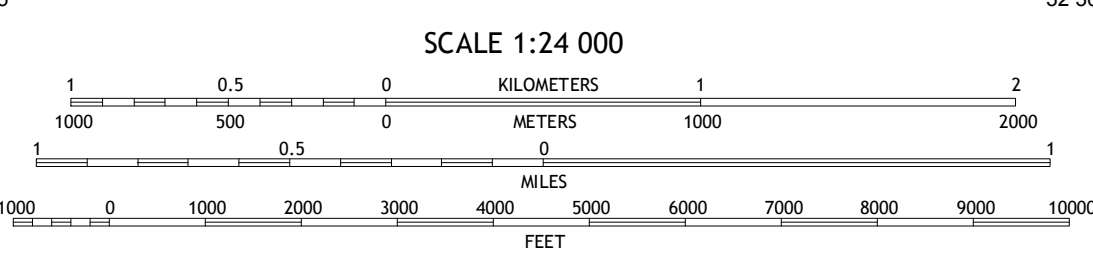 SCALE 1:24 000
1 0.5 0 KILOMETERS 1 2
1000 500 0 METERS 1000 2000
1 0.5 0 1
MILES
1000 0 1000 2000 3000 4000 5000 6000 7000 8000 9000 10000
FEET